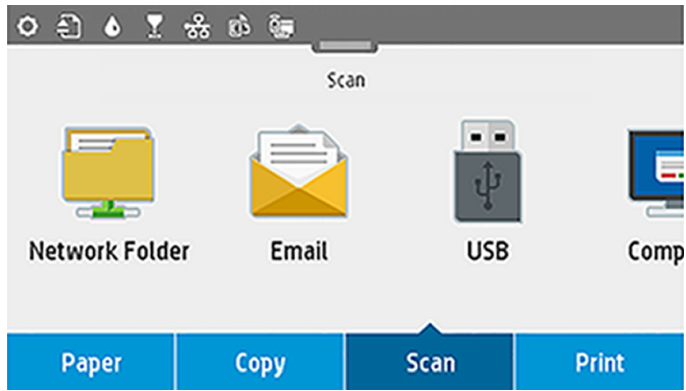 Scan
Network Folder
Email
USB
Comp
Paper
Copy
Scan
Print